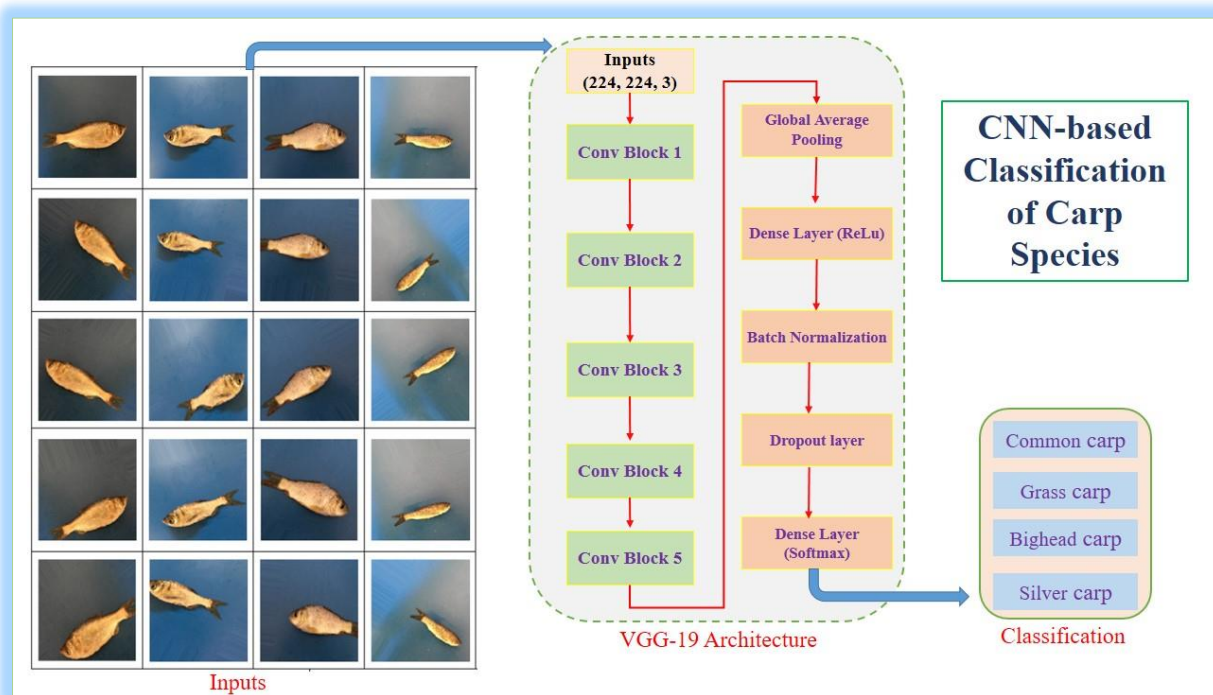 Inputs
(224, 224, 3)
Conv Block 1
Conv Block 2
Conv Block 3
Conv Block 4
Conv Block 5
Global Average
Pooling
Dense Layer (ReLu)
Batch Normalization
Dropout layer
Dense Layer
(Softmax)
VGG-19 Architecture
CNN-based
Classification
of Carp
Species
Common carp
Grass carp
Bighead carp
Silver carp
Classification
Inputs